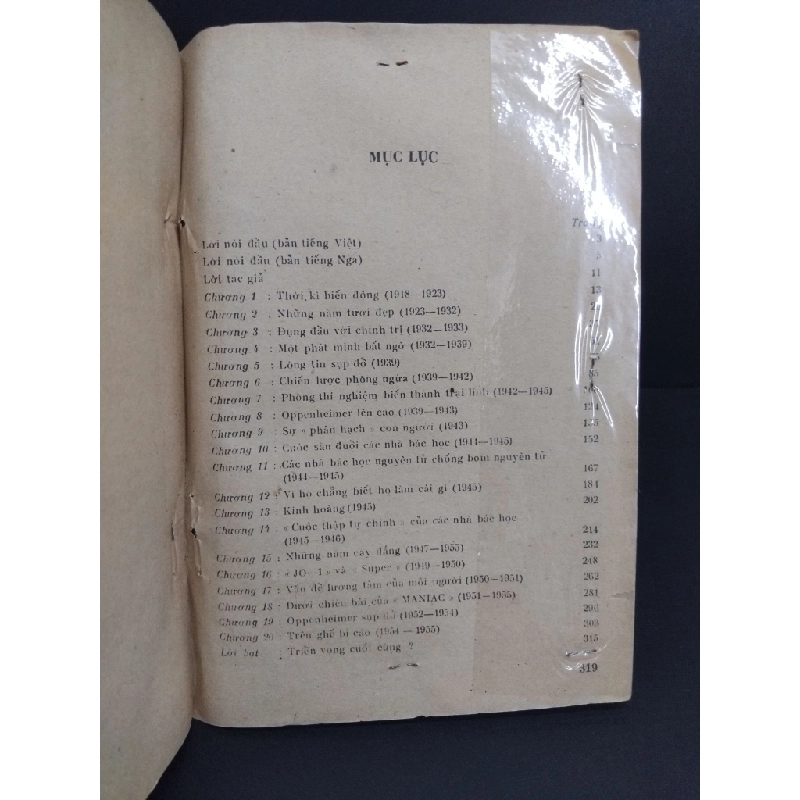 MỤC LỤC
Lời nói đầu (bản tiếng Việt) 3
Lời nói đầu (bản tiếng Nga)
Lời tác giả 11
Chương 1 : Thời kì biến động (1918—1923) 13
Chương 2 : Những năm tươi đẹp (1923—1932)
Chương 3 : Đụng đầu với chính trị (1932—1933)
Chương 4 : Một phát minh bất ngờ (1932—1939)
Chương 5 : Lòng tin sụp đổ (1939)
Chương 6 : Chiến lược phòng ngừa (1939—1942) 85
Chương 7 : Phòng thí nghiệm biến thành trại lính (1942—1945)
Chương 8 : Oppenheimer lên cao (1939—1943) 124
Chương 9 : Sự « phân hạch » con người (1943)
Chương 10 : Cuộc săn đuổi các nhà bác học (1944—1945) 152
Chương 11 : Các nhà bác học nguyên tử chống bom nguyên tử
(1944—1945) 167
Chương 12 : Vì họ chẳng biết họ làm cái gì (1945) 184
Chương 13 : Kinh hoàng (1945) 202
Chương 14 : « Cuộc thập tự chinh » của các nhà bác học
(1945—1946) 214
Chương 15 : Những năm cay đắng (1947—1955) 232
Chương 16 : « JO—1 » và « Super » (1949—1950) 248
Chương 17 : Vấn đề lương tâm của mỗi người (1950—1951) 262
Chương 18 : Dưới chiêu bài của « MANIAC » (1951—1955) 281
Chương 19 : Oppenheimer sụp đổ (1952—1954)
Chương 20 : Trên ghế bị cáo (1954—1955) 303
Lời bạt : Triển vọng cuối cùng ? 315
319